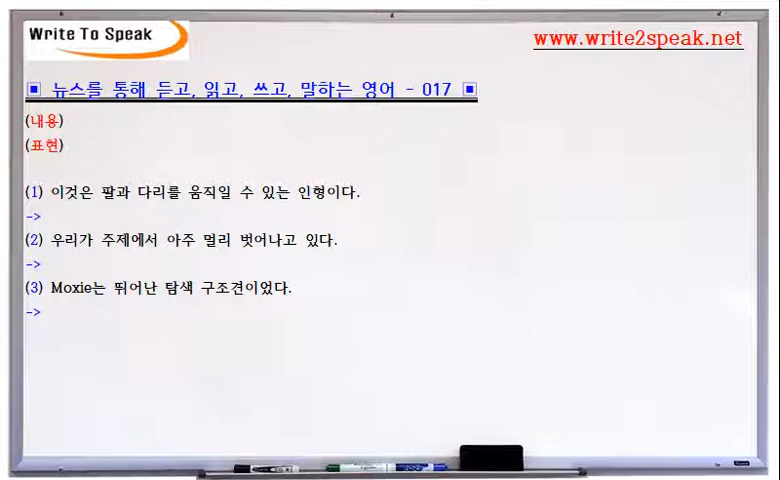 Write To Speak
www.write2speak.net
▣ 뉴스를 통해 듣고, 읽고, 쓰고, 말하는 영어 - 017 ▣
(내용)
(표현)
(1) 이것은 팔과 다리를 움직일 수 있는 인형이다.
->
(2) 우리가 주제에서 아주 멀리 벗어나고 있다.
->
(3) Moxie는 뛰어난 탐색 구조견이었다.
->